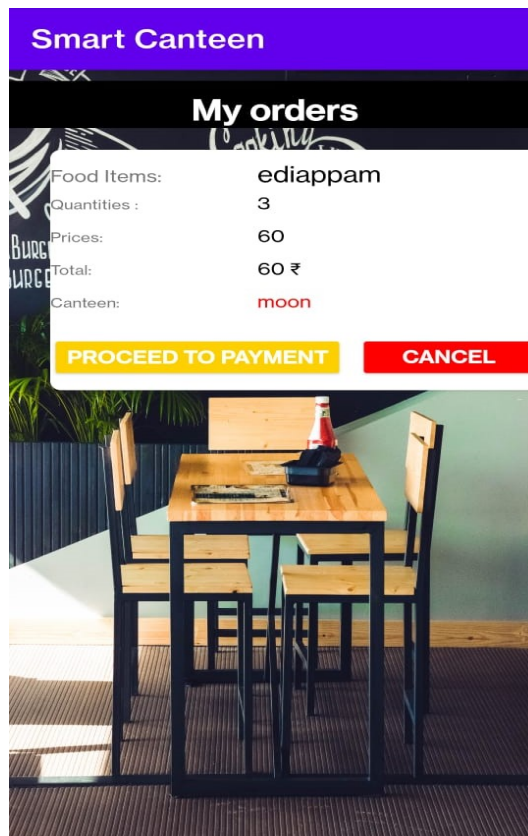 Smart Canteen
My orders
Cooking
Food Items: ediappam
Quantities : 3
Prices: 60
Total: 60 ₹
Canteen: moon
PROCEED TO PAYMENT CANCEL